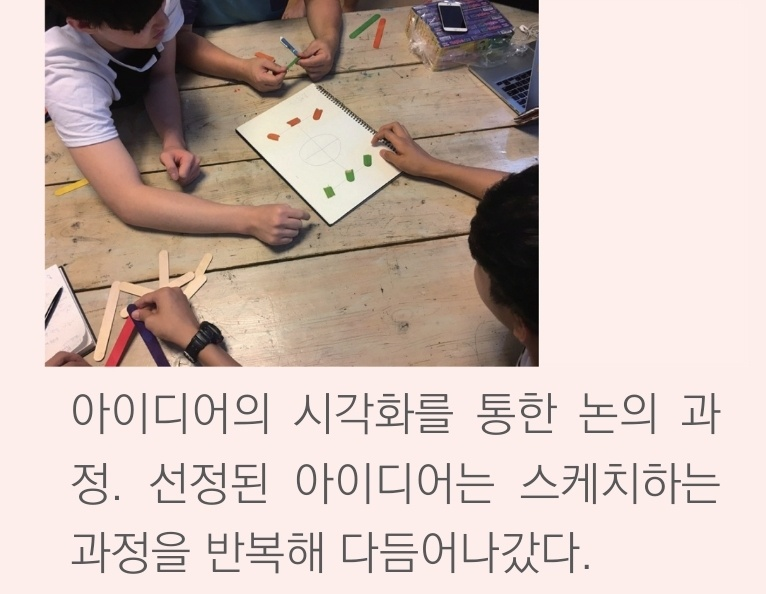 아이디어의 시각화를 통한 논의 과
정. 선정된 아이디어는 스케치하는
과정을 반복해 다듬어나갔다.